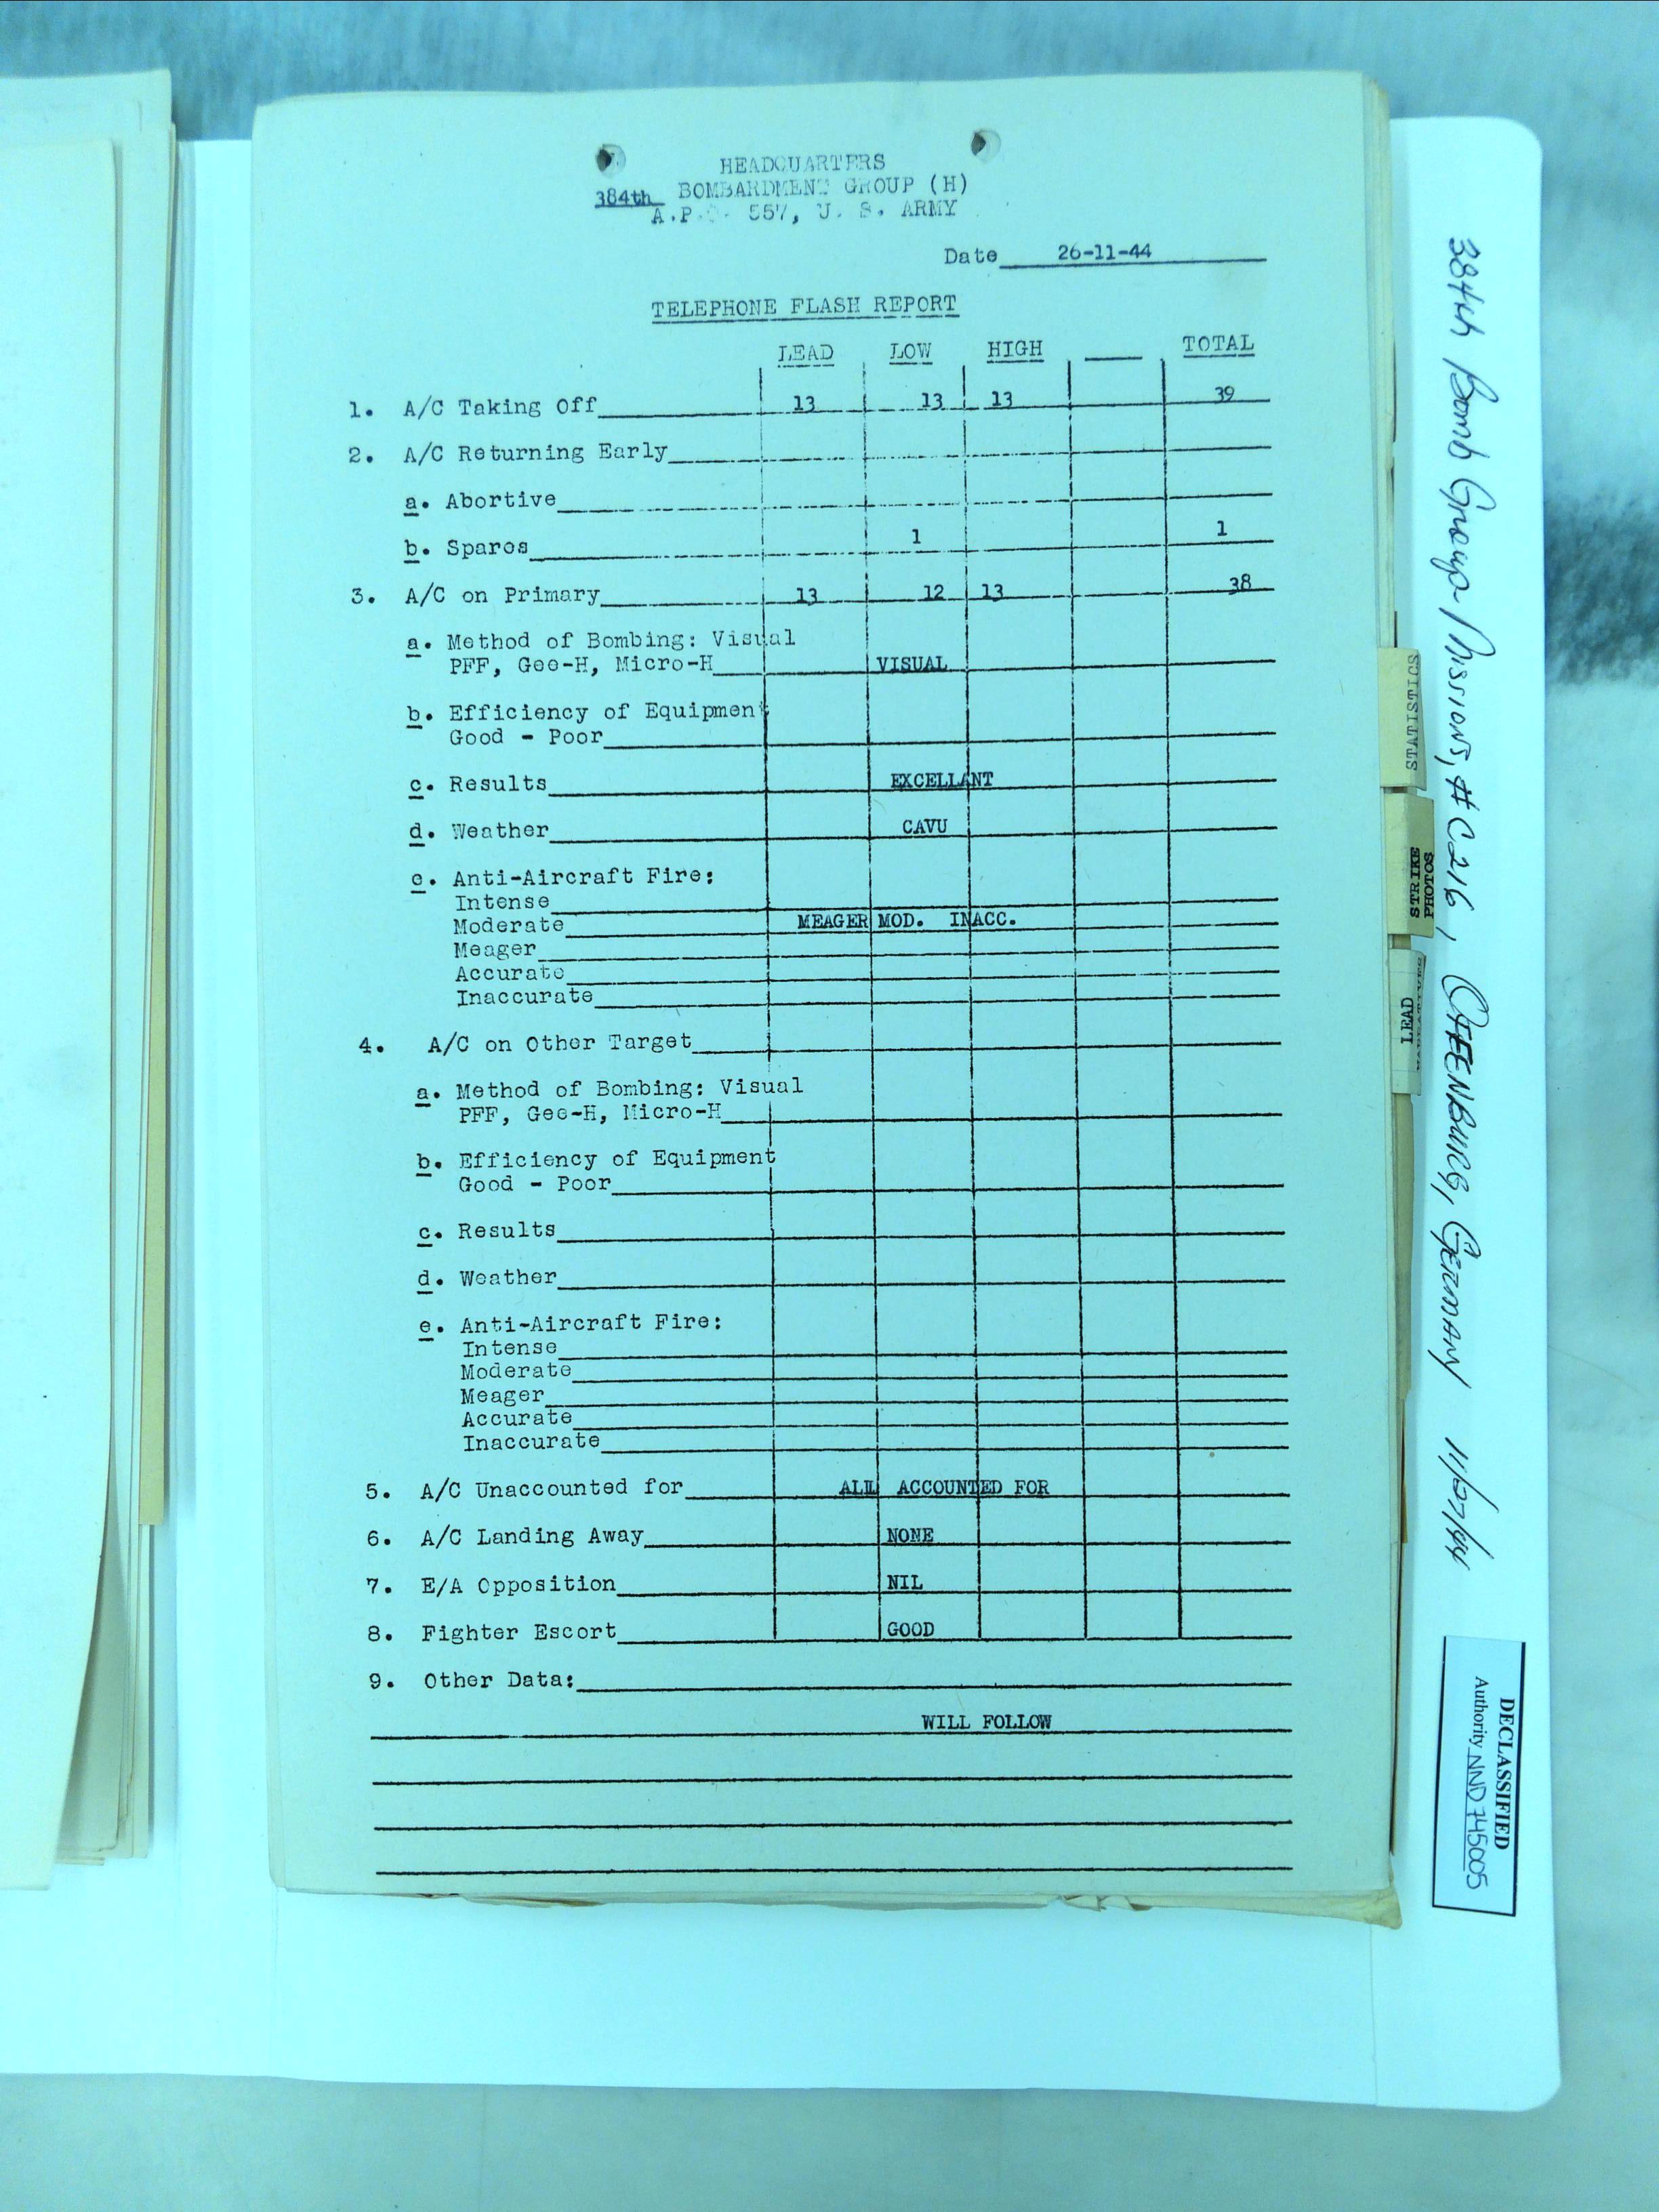 HEADQUARTERS
384th BOMBARDMENT GROUP (H)
A.P.O. 557, U. S. ARMY
Date 26-11-44
TELEPHONE FLASH REPORT
LEAD LOW HIGH TOTAL
1. A/C Taking Off 13 13 13 39
2. A/C Returning Early
a. Abortive
b. Spares 1 1
3. A/C on Primary 13 12 13 38
a. Method of Bombing: Visual
PFF, Gee-H, Micro-H VISUAL
b. Efficiency of Equipment
Good - Poor
c. Results EXCELLANT
d. Weather CAVU
e. Anti-Aircraft Fire:
Intense
Moderate MEAGER MOD. INACC.
Meager
Accurate
Inaccurate
4. A/C on Other Target
a. Method of Bombing: Visual
PFF, Gee-H, Micro-H
b. Efficiency of Equipment
Good - Poor
c. Results
d. Weather
e. Anti-Aircraft Fire:
Intense
Moderate
Meager
Accurate
Inaccurate
5. A/C Unaccounted for ALL ACCOUNTED FOR
6. A/C Landing Away NONE
7. E/A Opposition NIL
8. Fighter Escort GOOD
9. Other Data:
WILL FOLLOW
STATISTICS
STRIKE
PHOTOS
LEAD
384th Bomb Group Missions, #C216, OFFENBURG, GERMANY 11/27/44
DECLASSIFIED
Authority NND 745005